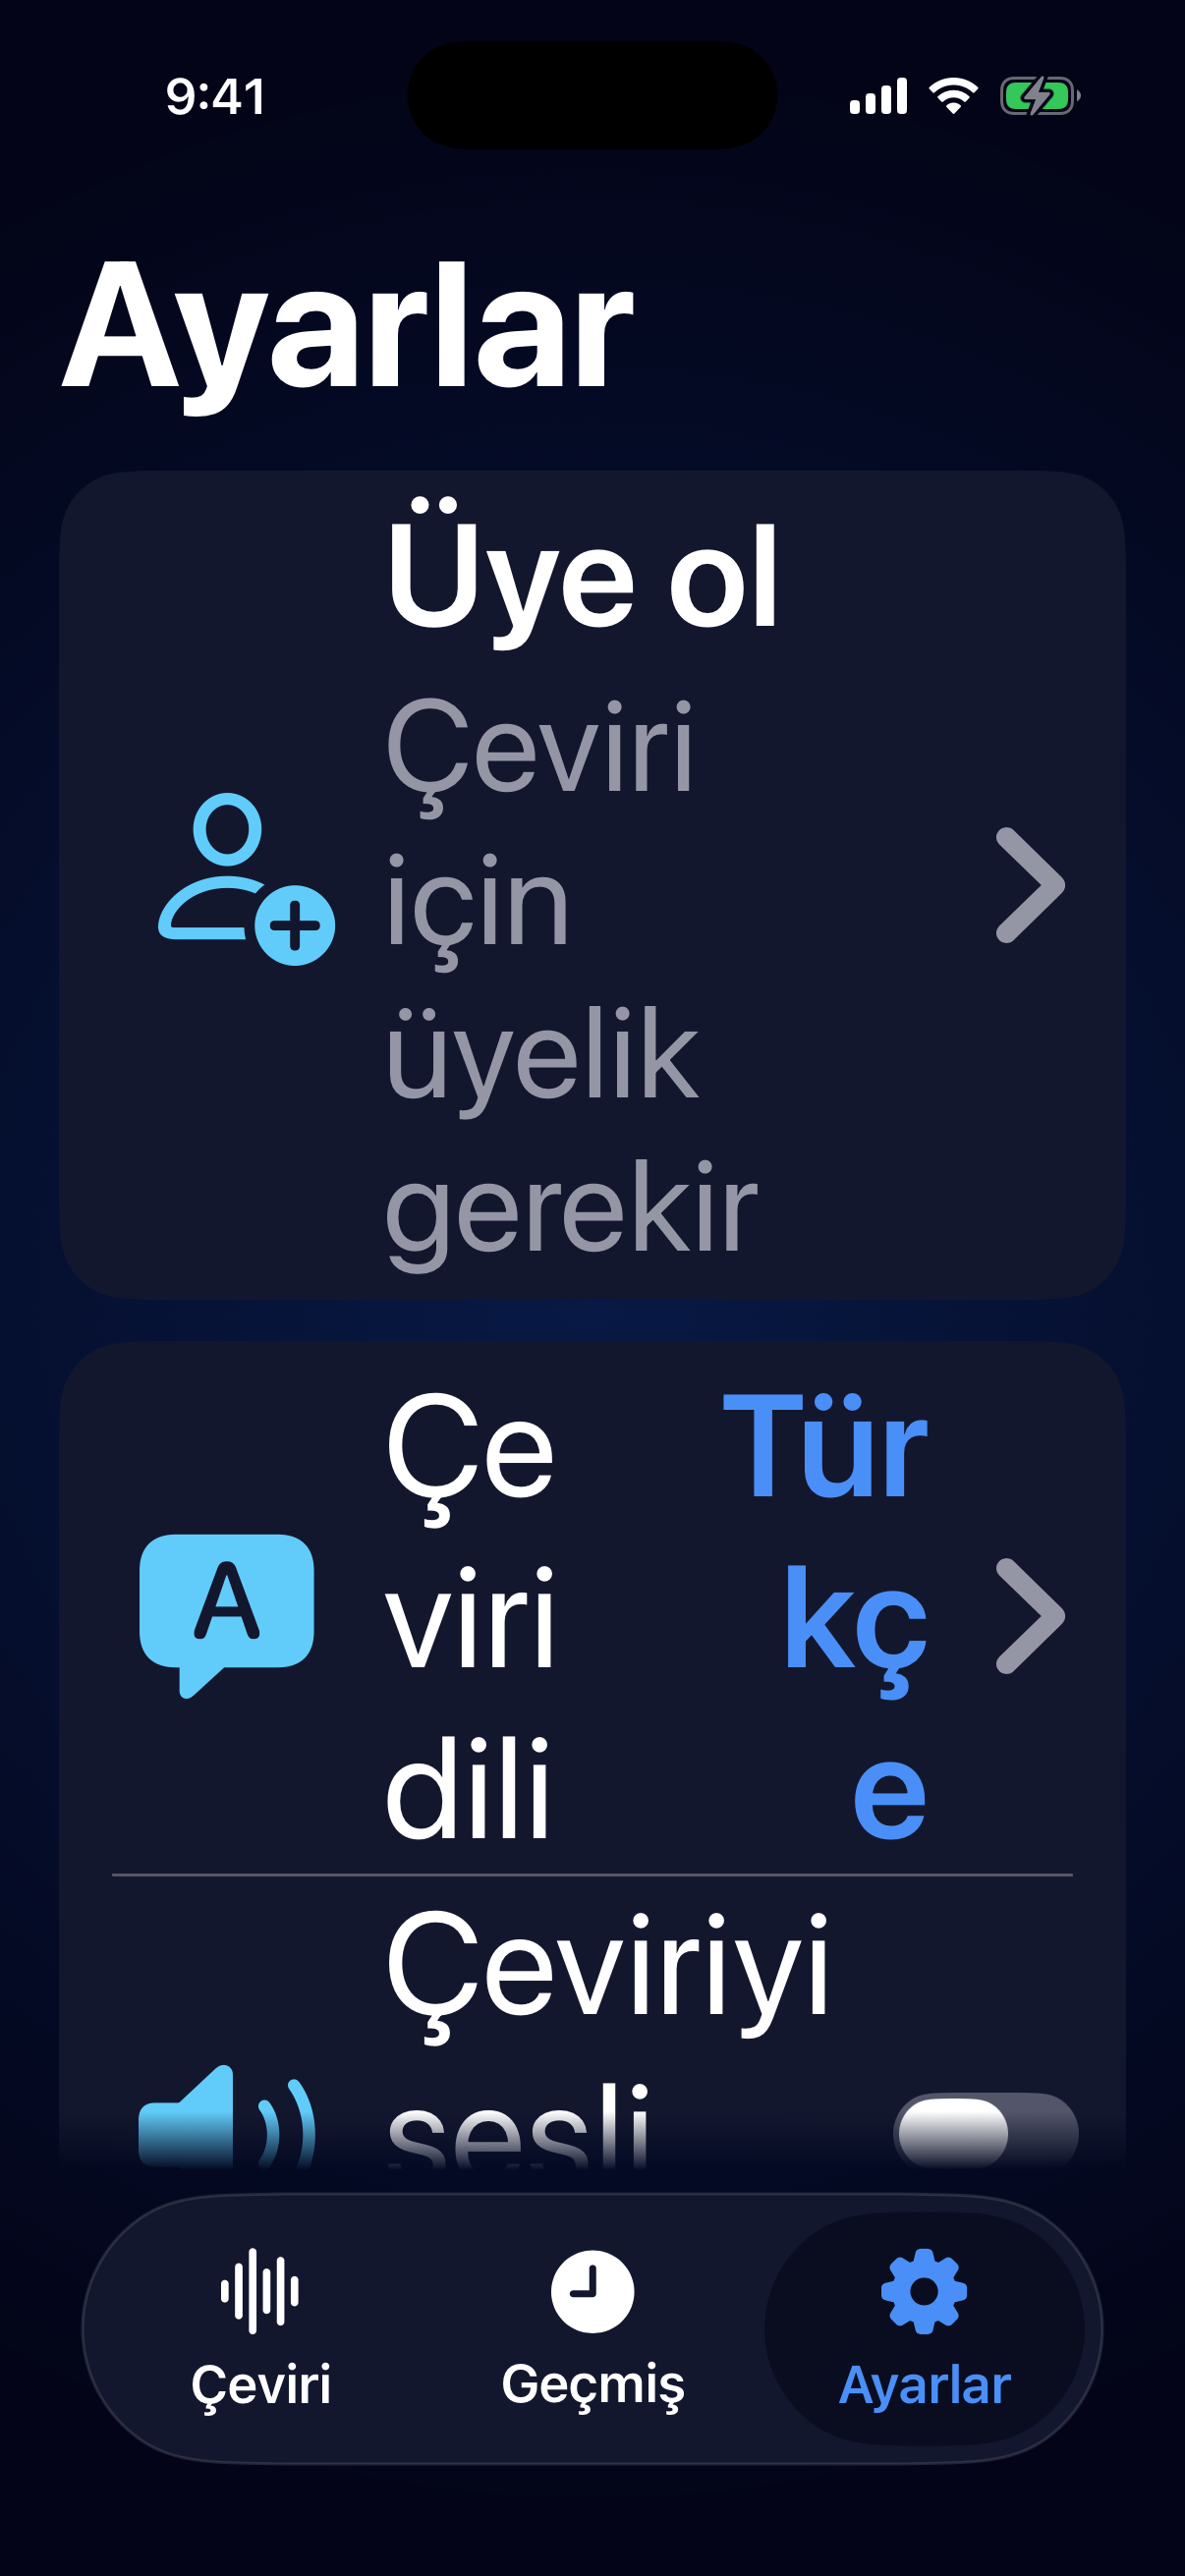 9:41
Ayarlar
Üye ol
Çeviri
için
üyelik
gerekir
Çe
viri
dili
Tür
kç
e
A
Çeviriyi
sesli
Çeviri
Geçmiş
Ayarlar